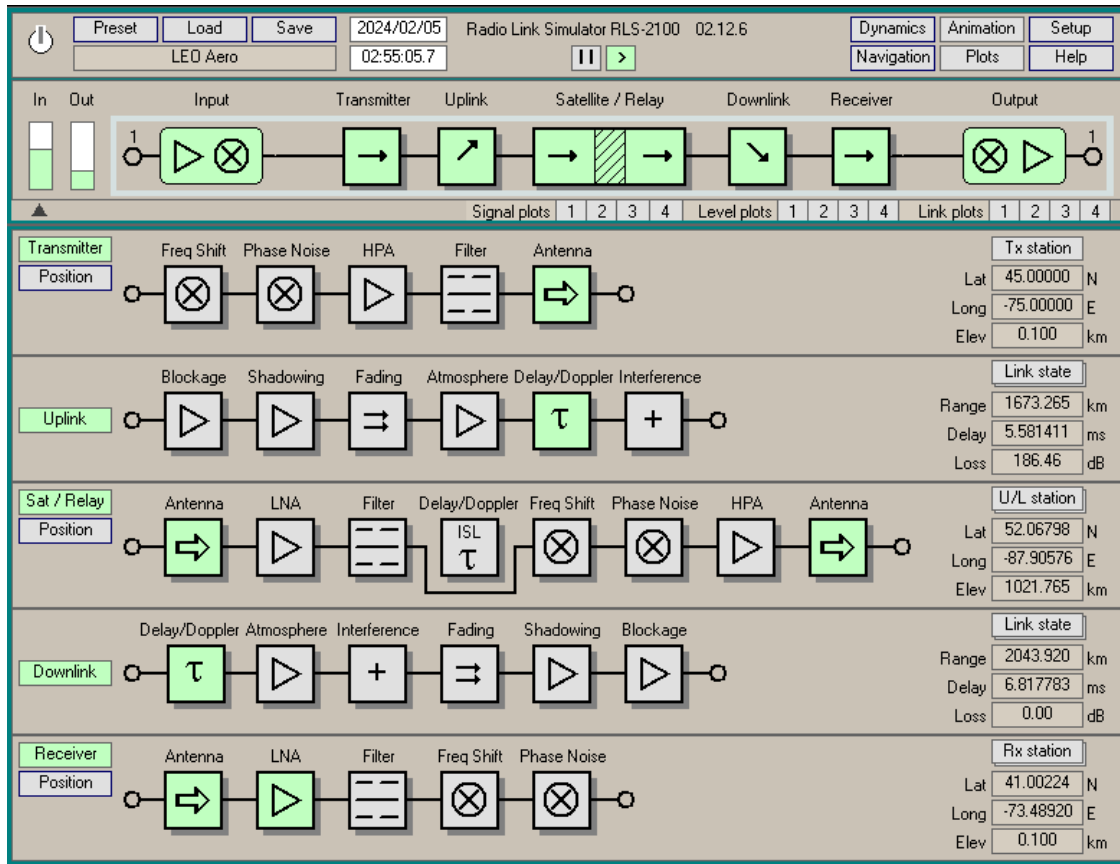 Preset Load Save 2024/02/05 Radio Link Simulator RLS-2100 02.12.6 Dynamics Animation Setup
LEO Aero 02:55:05.7 Navigation Plots Help
In Out Input Transmitter Uplink Satellite / Relay Downlink Receiver Output
1 1
Signal plots 1 2 3 4 Level plots 1 2 3 4 Link plots 1 2 3 4
Transmitter Freq Shift Phase Noise HPA Filter Antenna Tx station
Position Lat 45.00000 N
Long -75.00000 E
Elev 0.100 km
Blockage Shadowing Fading Atmosphere Delay/Doppler Interference Link state
Range 1673.265 km
Uplink τ + Delay 5.581411 ms
Loss 186.46 dB
Sat / Relay Antenna LNA Filter Delay/Doppler Freq Shift Phase Noise HPA Antenna U/L station
Position ISL Lat 52.06798 N
τ Long -87.90576 E
Elev 1021.765 km
Delay/Doppler Atmosphere Interference Fading Shadowing Blockage Link state
Range 2043.920 km
Downlink τ + Delay 6.817783 ms
Loss 0.00 dB
Receiver Antenna LNA Filter Freq Shift Phase Noise Rx station
Position Lat 41.00224 N
Long -73.48920 E
Elev 0.100 km